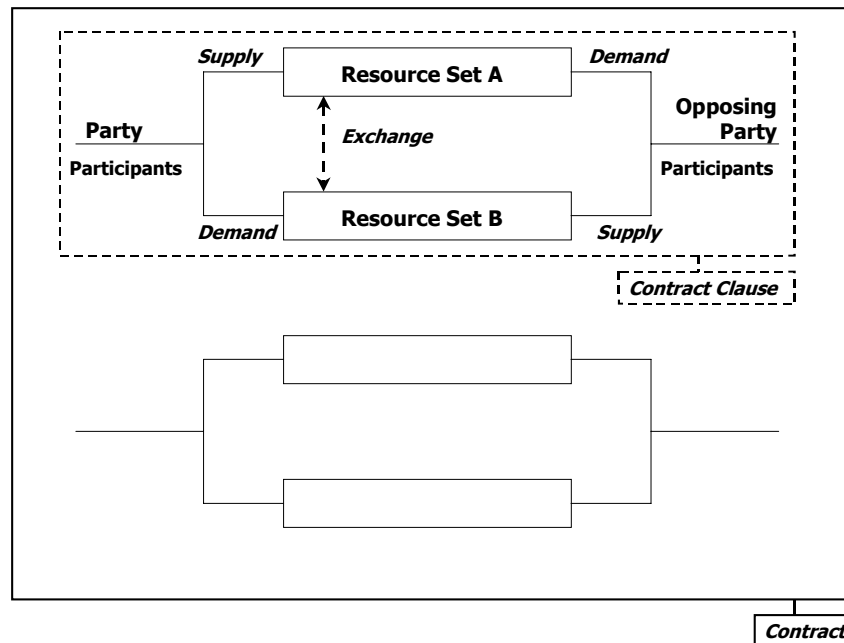 Supply
Resource Set A
Demand
Party
Participants
Exchange
Opposing
Party
Participants
Demand
Resource Set B
Supply
Contract Clause
Contract